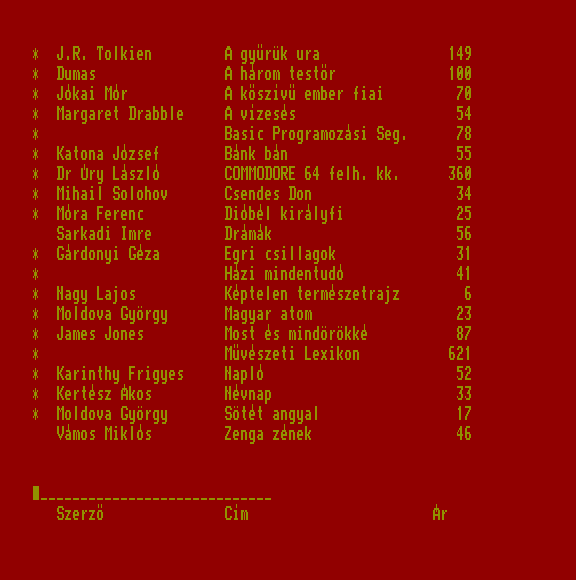 * J.R. Tolkien A gyürük ura 149
* Dumas A három testör 100
* Jókai Mór A köszivü ember fiai 70
* Margaret Drabble A vizesés 54
* Basic Programozási Seg. 78
* Katona József Bánk bán 55
* Dr Úry László COMMODORE 64 felh. kk. 360
* Mihail Solohov Csendes Don 34
* Móra Ferenc Dióbél királyfi 25
Sarkadi Imre Drámák 56
* Gárdonyi Géza Egri csillagok 31
* Házi mindentudó 41
* Nagy Lajos Képtelen természetrajz 6
* Moldova György Magyar atom 23
* James Jones Most és mindörökké 87
* Müvészeti Lexikon 621
* Karinthy Frigyes Napló 52
* Kertész Ákos Névnap 33
* Moldova György Sötét angyal 17
Vámos Miklós Zenga zének 46
Szerzö Cím Ár